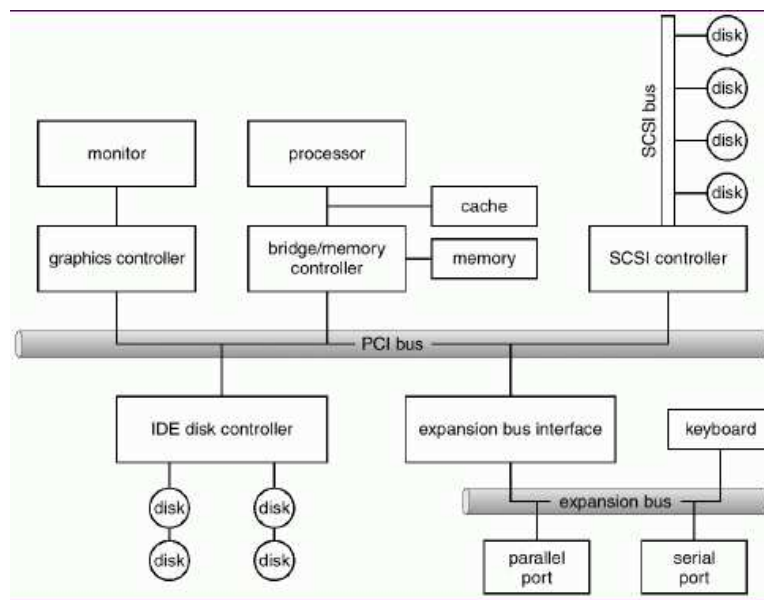 disk
SCSI bus
disk
monitor
processor
disk
disk
cache
graphics controller
bridge/memory
controller
memory
SCSI controller
PCI bus
IDE disk controller
expansion bus interface
keyboard
disk
disk
expansion bus
disk
disk
parallel
port
serial
port